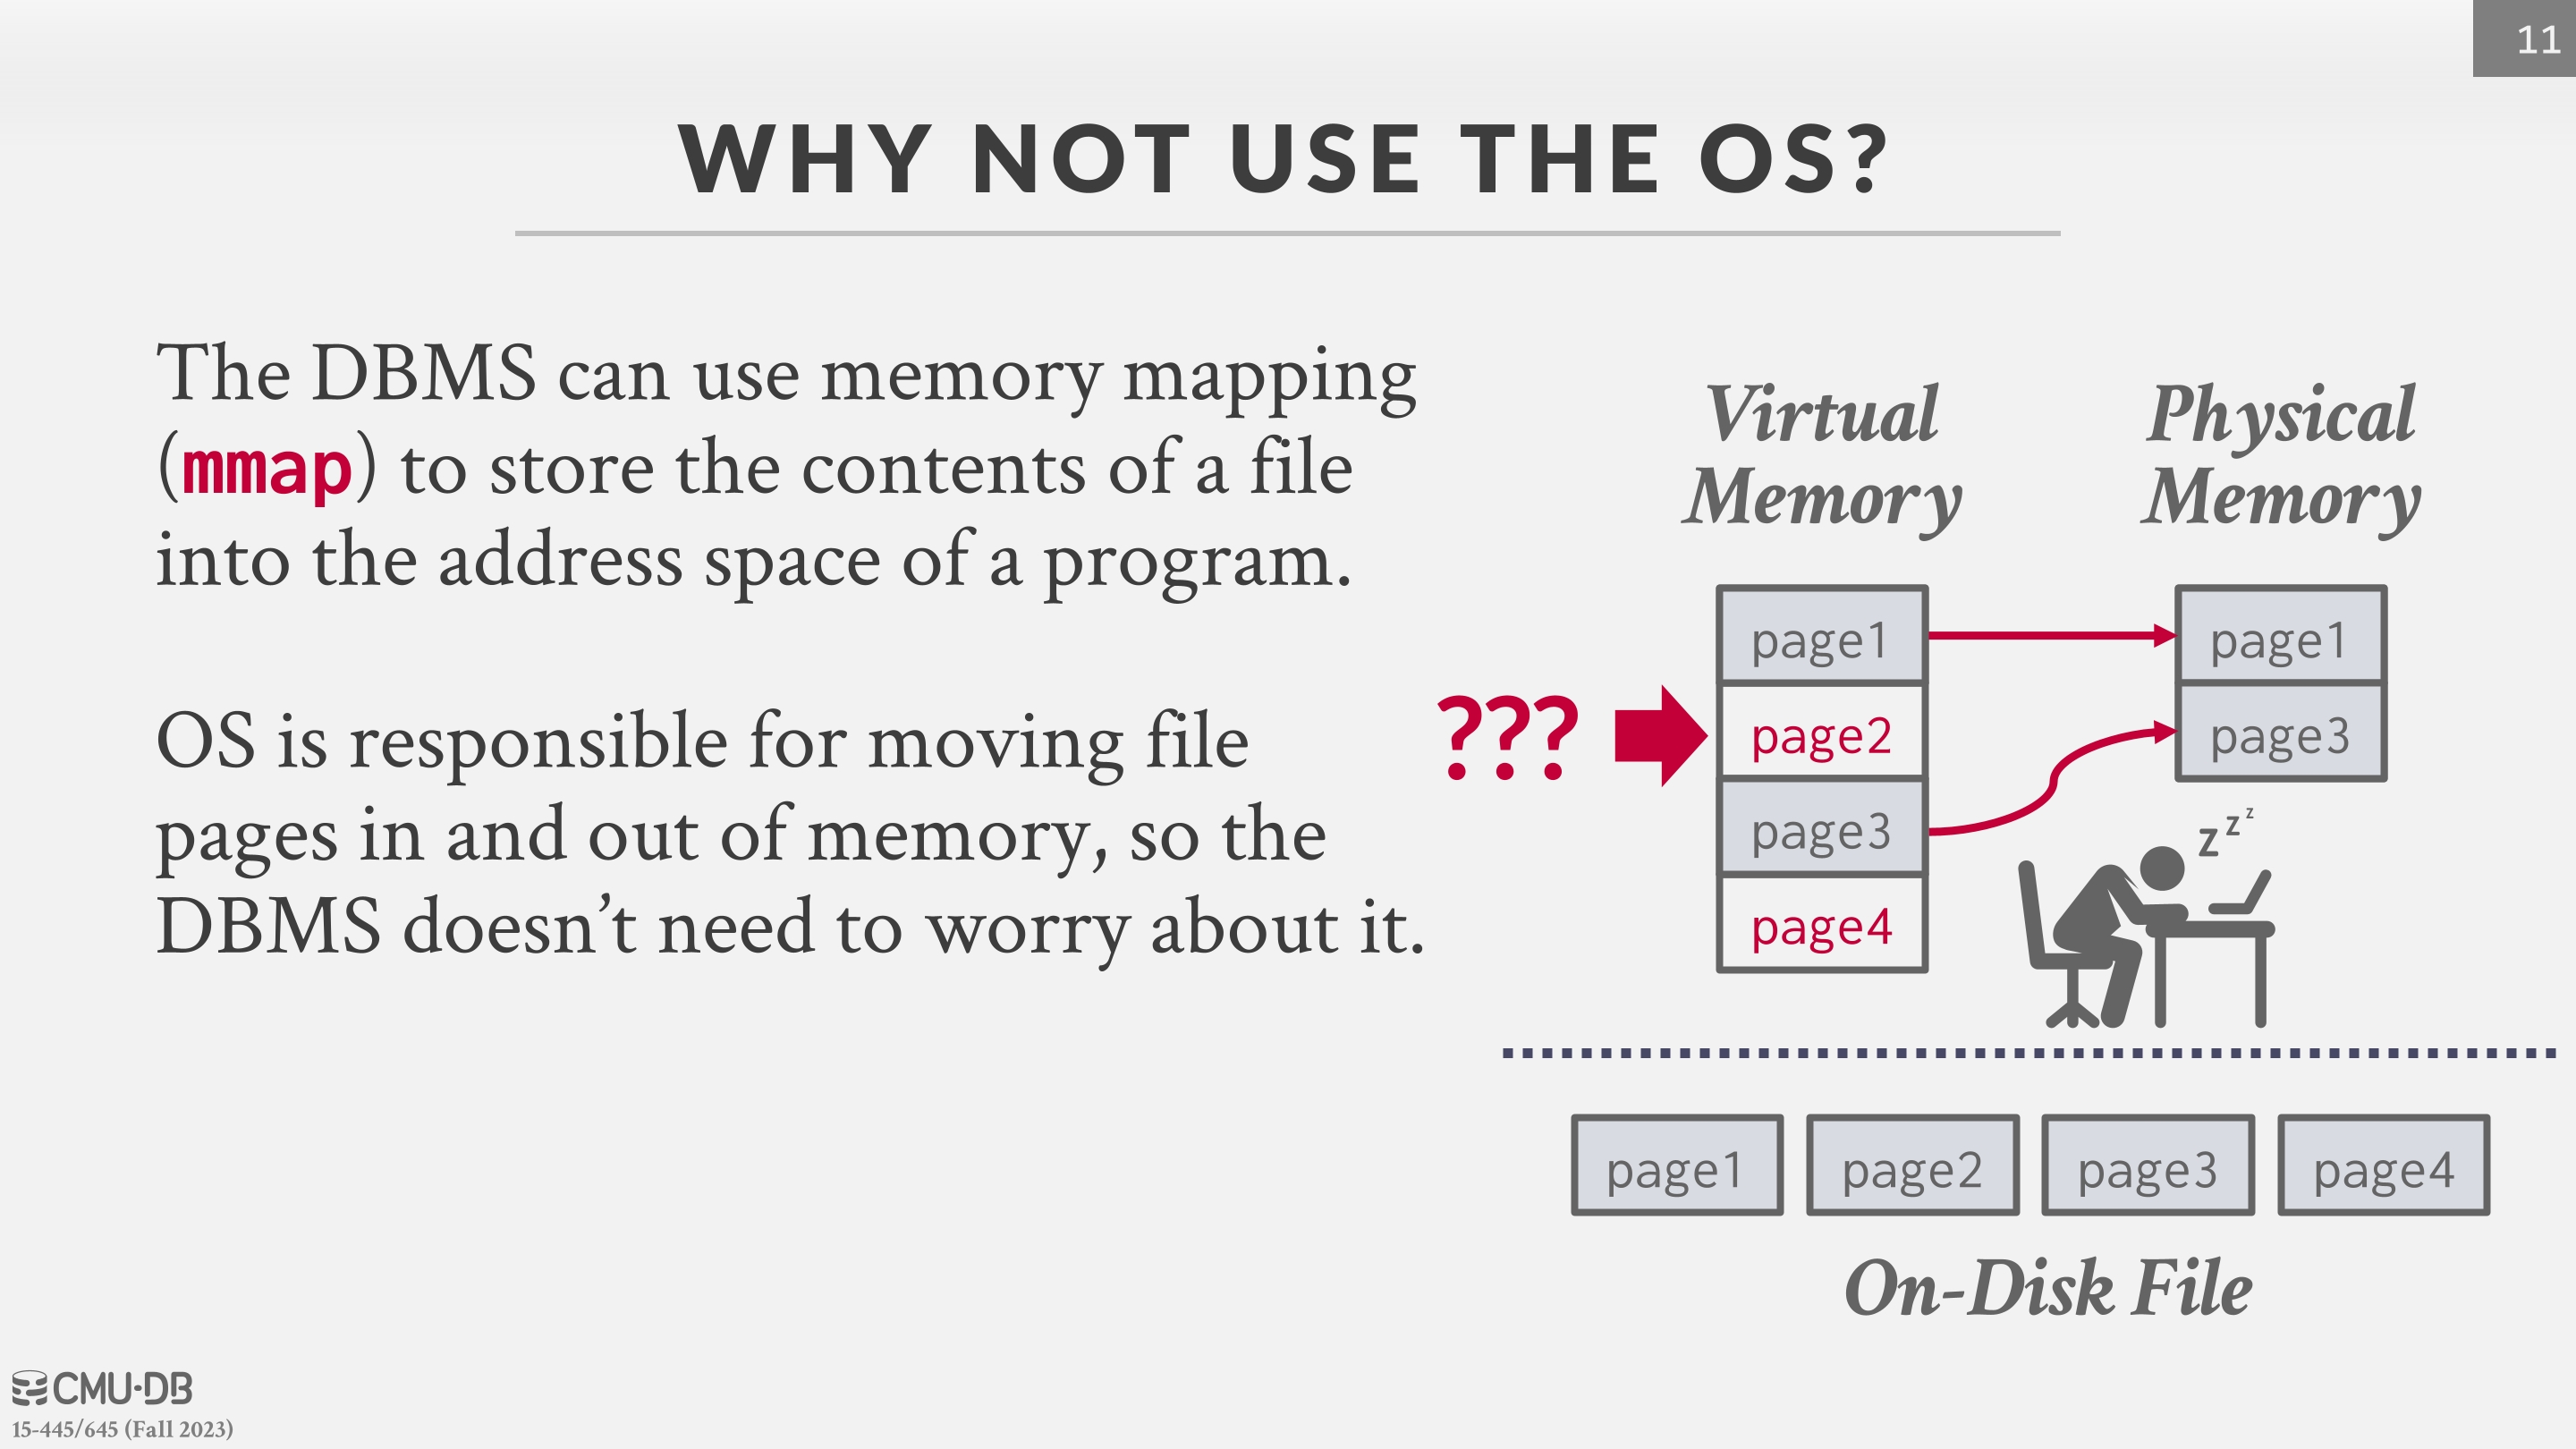 11
WHY NOT USE THE OS?
The DBMS can use memory mapping
(mmap) to store the contents of a file
into the address space of a program.
OS is responsible for moving file
pages in and out of memory, so the
DBMS doesn’t need to worry about it.
Virtual
Memory
Physical
Memory
page1
page2
page3
page4
page1
page3
???
z z z
page1 page2 page3 page4
On-Disk File
CMU·DB
15-445/645 (Fall 2023)